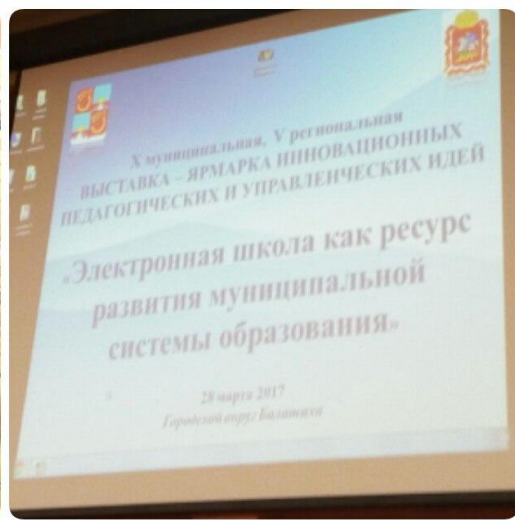 X муниципальная, V региональная
ВЫСТАВКА – ЯРМАРКА ИННОВАЦИОННЫХ
ПЕДАГОГИЧЕСКИХ И УПРАВЛЕНЧЕСКИХ ИДЕЙ
«Электронная школа как ресурс
развития муниципальной
системы образования»
28 марта 2017
Городской округ Балашиха